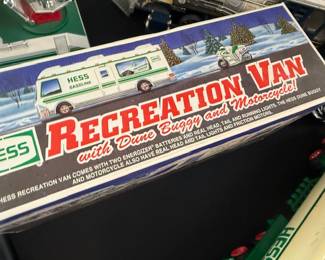 HESS
GASOLINE
RECREATION VAN
with Dune Buggy and Motorcycle!
HESS
HESS RECREATION VAN COMES WITH TWO ENERGIZER BATTERIES AND REAL HEAD, TAIL AND RUNNING LIGHTS. THE HESS DUNE BUGGY
AND MOTORCYCLE ALSO HAVE REAL HEAD AND TAIL LIGHTS AND FRICTION MOTORS.
HESS